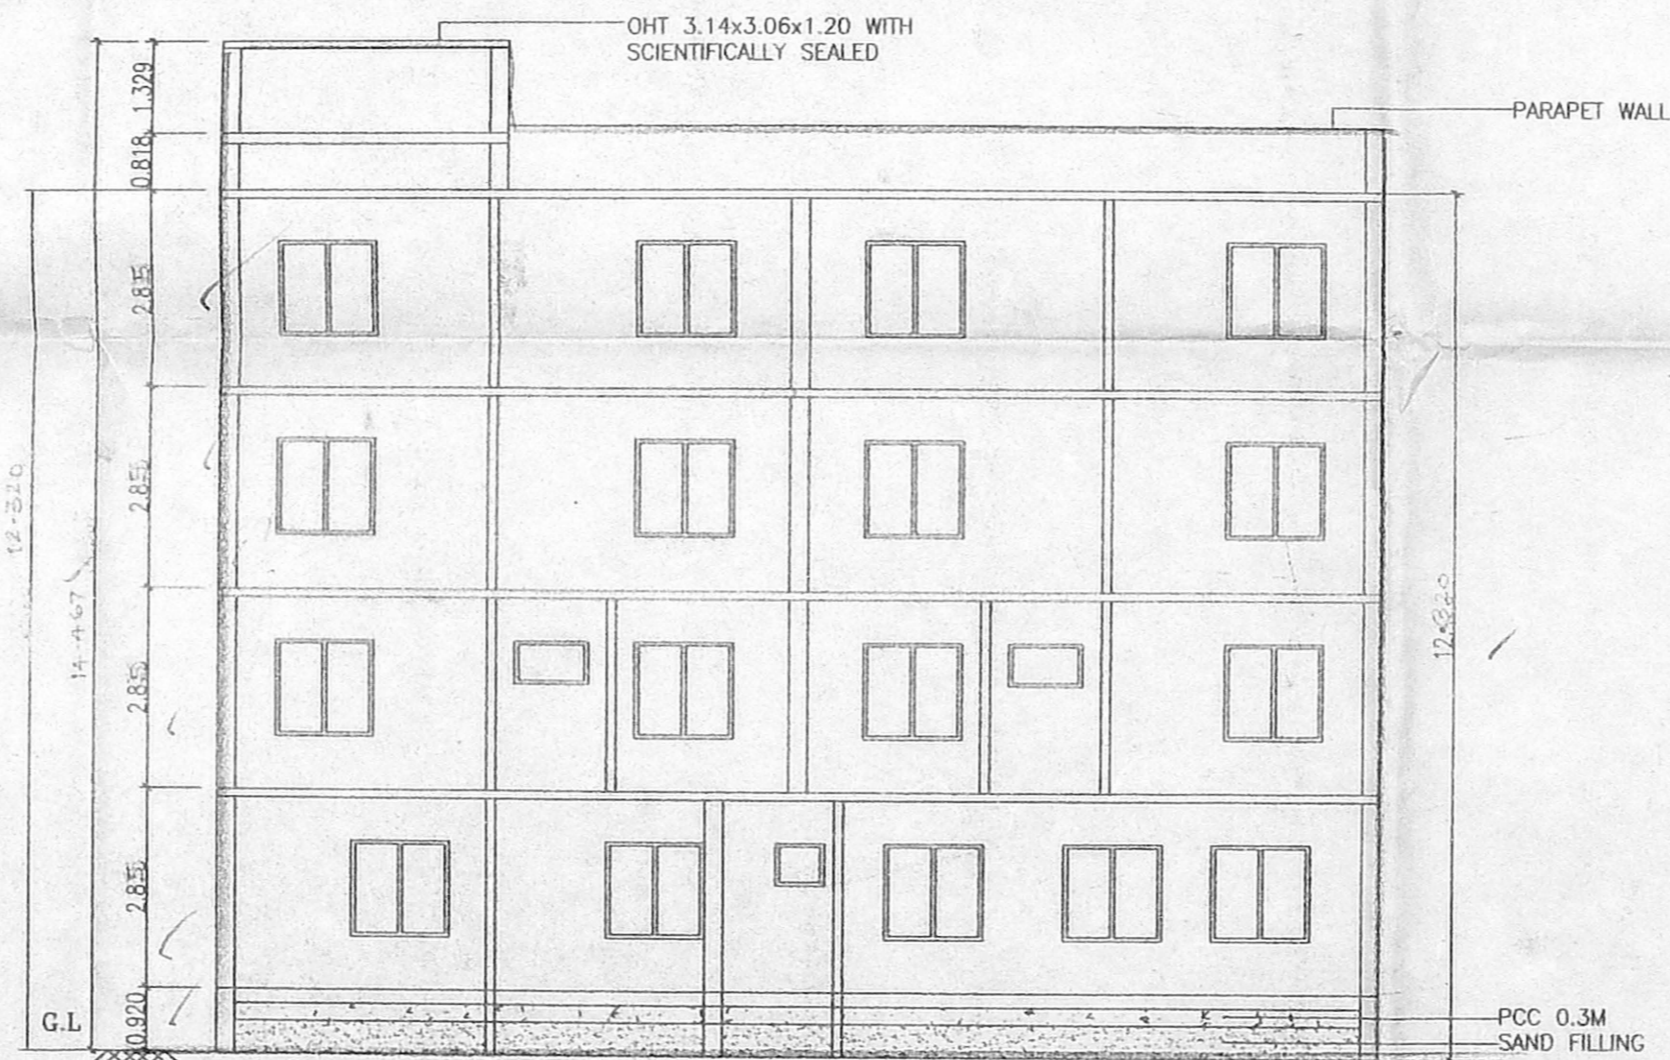 OHT 3.14x3.06x1.20 WITH
SCIENTIFICALLY SEALED
PARAPET WALL
1.329
0.818
2.85
2.85
2.85
2.85
0.920
12-320
14-467
12.320
G.L
PCC 0.3M
SAND FILLING